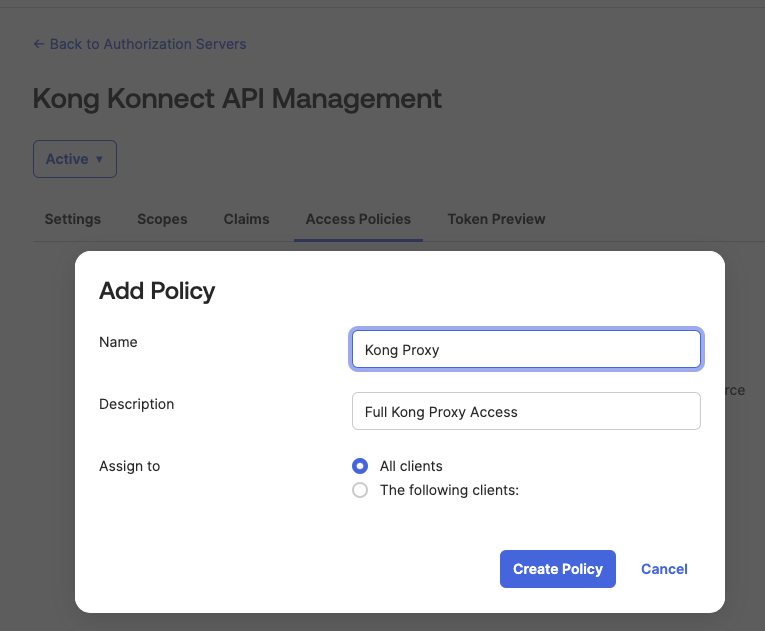 ← Back to Authorization Servers
Kong Konnect API Management
Active ▼
Settings Scopes Claims Access Policies Token Preview
Add Policy
Name Kong Proxy
rce
Description Full Kong Proxy Access
Assign to All clients
The following clients:
Create Policy Cancel